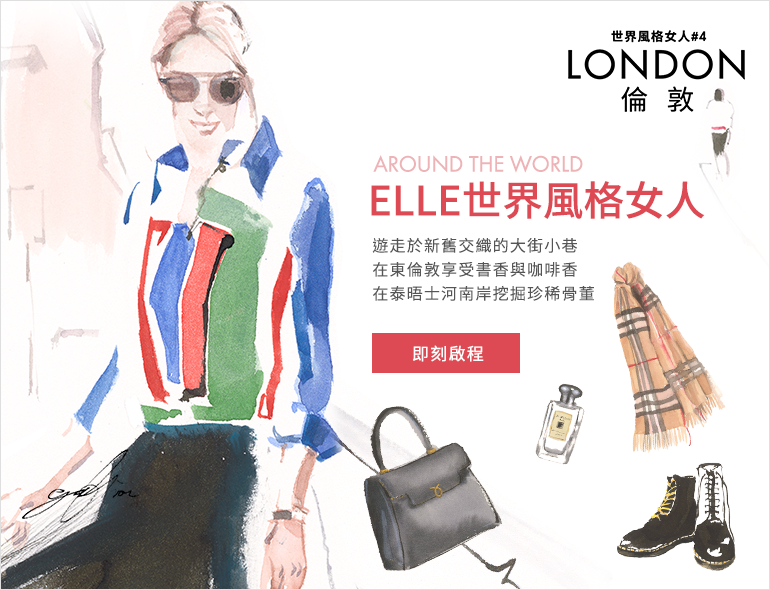 世界風格女人#4
LONDON
倫敦
AROUND THE WORLD
ELLE世界風格女人
遊走於新舊交織的大街小巷
在東倫敦享受書香與咖啡香
在泰晤士河南岸挖掘珍稀骨董
即刻啟程